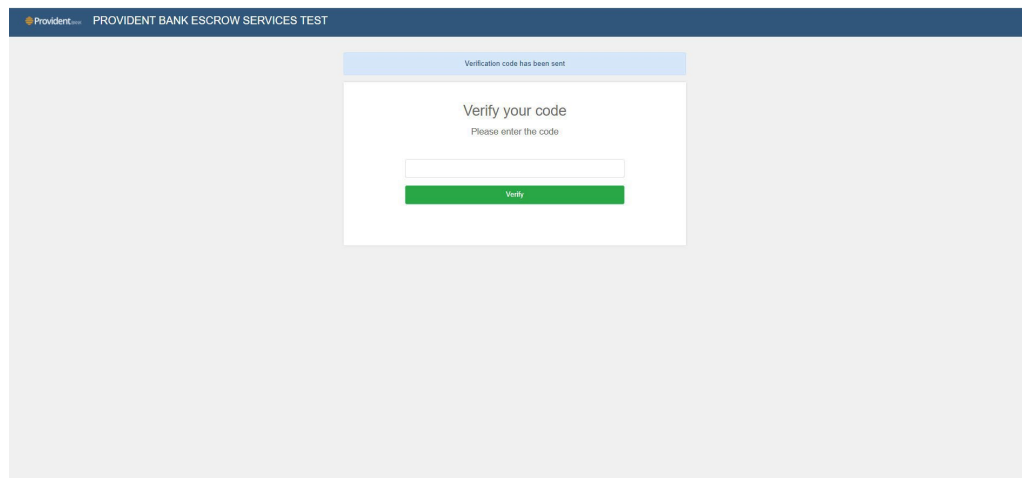 Provident BANK PROVIDENT BANK ESCROW SERVICES TEST
Verification code has been sent
Verify your code
Please enter the code
Verify